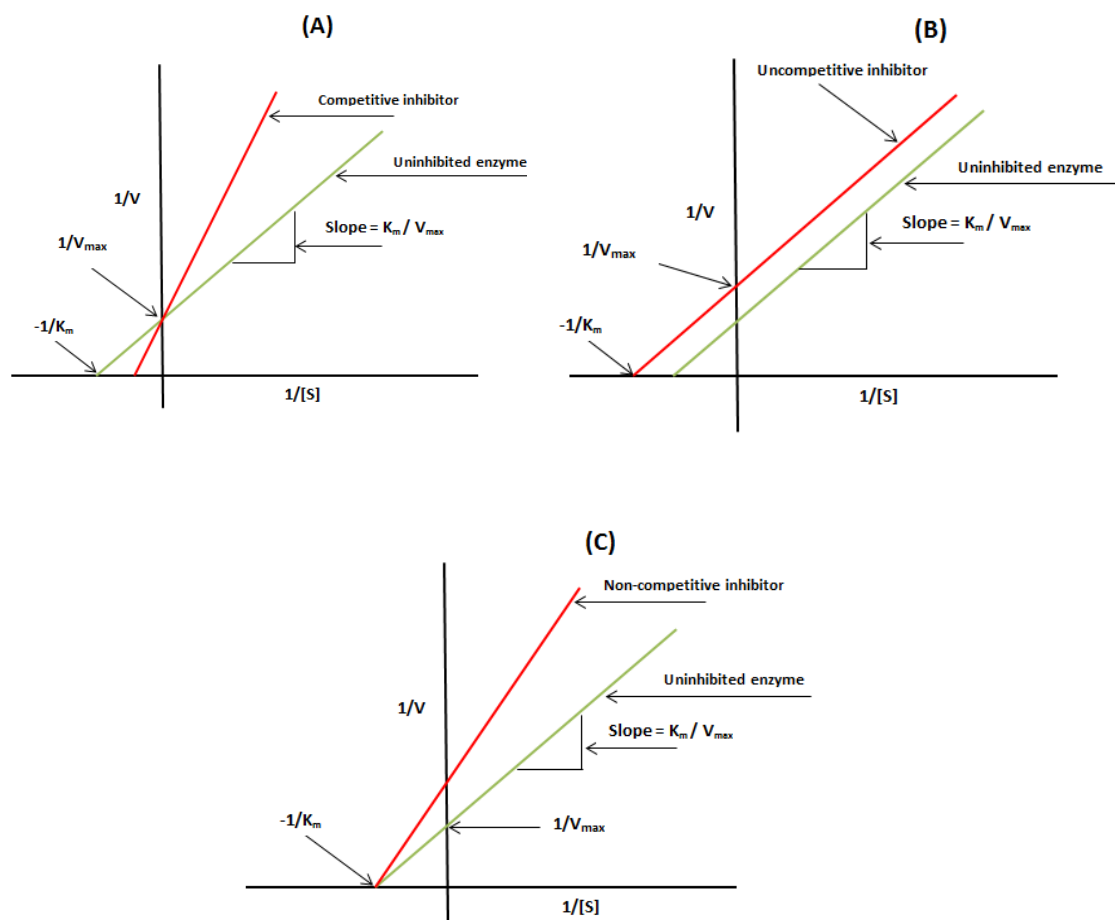 (A)
Competitive inhibitor
Uninhibited enzyme
1/V
Slope = Km / Vmax
1/Vmax
-1/Km
1/[S]
(B)
Uncompetitive inhibitor
Uninhibited enzyme
1/V
Slope = Km / Vmax
1/Vmax
-1/Km
1/[S]
(C)
Non-competitive inhibitor
Uninhibited enzyme
1/V
Slope = Km / Vmax
-1/Km
1/Vmax
1/[S]